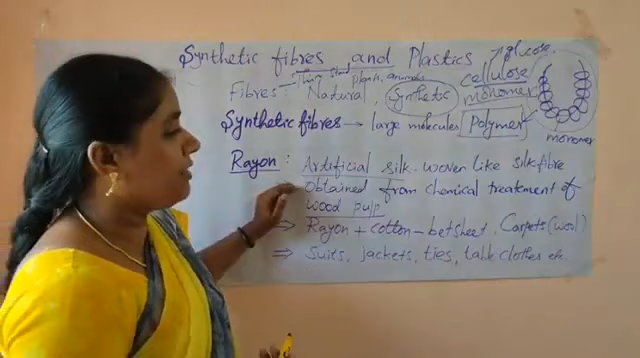 Synthetic fibres and Plastics
glucose
Thin strand plants, animals
cellulose
Fibres :- Natural, Synthetic monomer
Synthetic fibres → large molecules Polymer
monomer
Rayon : Artificial silk. woven like silk fibre
Obtained from chemical treatment of
wood pulp
⇒ Rayon + cotton - betsheet, Carpets (wool)
⇒ Suits, jackets, ties, table clothes etc.